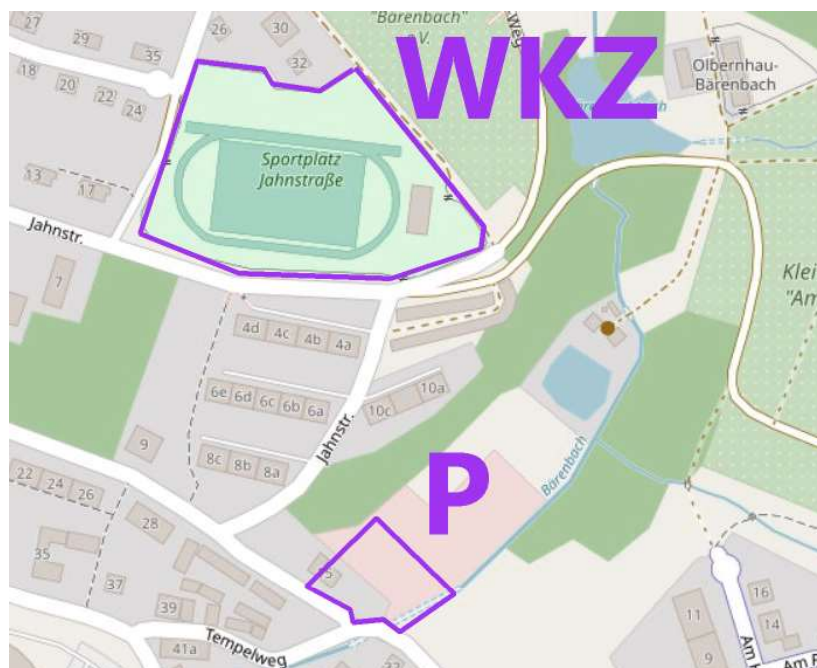 27
29
35
26
30
32
"Bärenbach"
e.V.
WKZ
Olbernhau-
Bärenbach
18
20
22
24
Sportplatz
Jahnstraße
13
17
Jahnstr.
7
4d
4c
4b
4a
6e
6d
6c
6b
6a
10c
10a
8c
8b
8a
Jahnstr.
9
22
24
26
28
35
37
39
41a
Tempelweg
P
Bärenbach
Klei
"Am
11
9
16
14
Am
Am